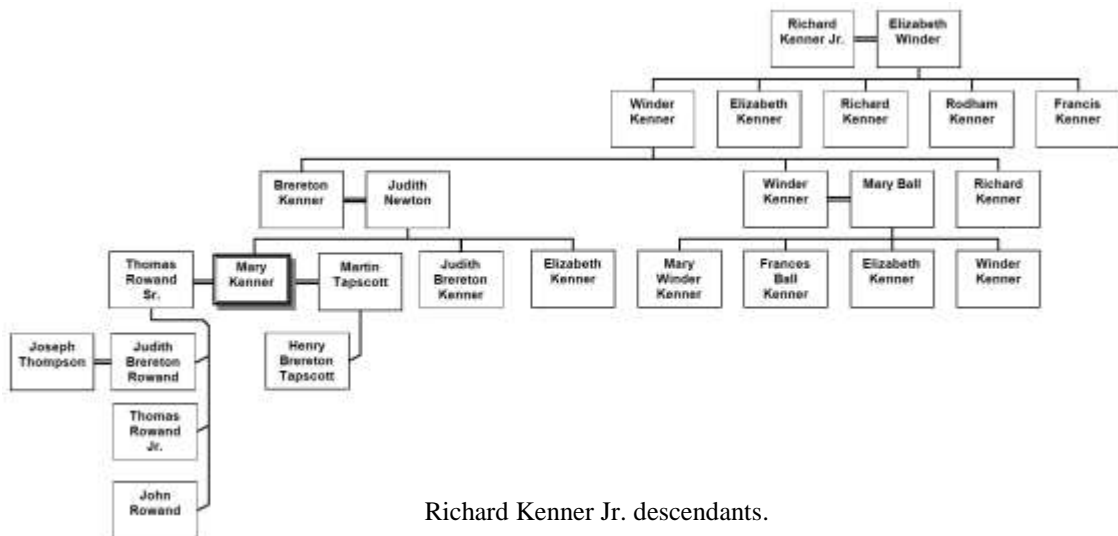 Richard
Kenner Jr.
Elizabeth
Winder
Winder
Kenner
Elizabeth
Kenner
Richard
Kenner
Rodham
Kenner
Francis
Kenner
Brereton
Kenner
Judith
Newton
Winder
Kenner
Mary Ball
Richard
Kenner
Thomas
Rowand
Sr.
Mary
Kenner
Martin
Tapscott
Judith
Brereton
Kenner
Elizabeth
Kenner
Mary
Winder
Kenner
Frances
Ball
Kenner
Elizabeth
Kenner
Winder
Kenner
Joseph
Thompson
Judith
Brereton
Rowand
Henry
Brereton
Tapscott
Thomas
Rowand
Jr.
John
Rowand
Richard Kenner Jr. descendants.